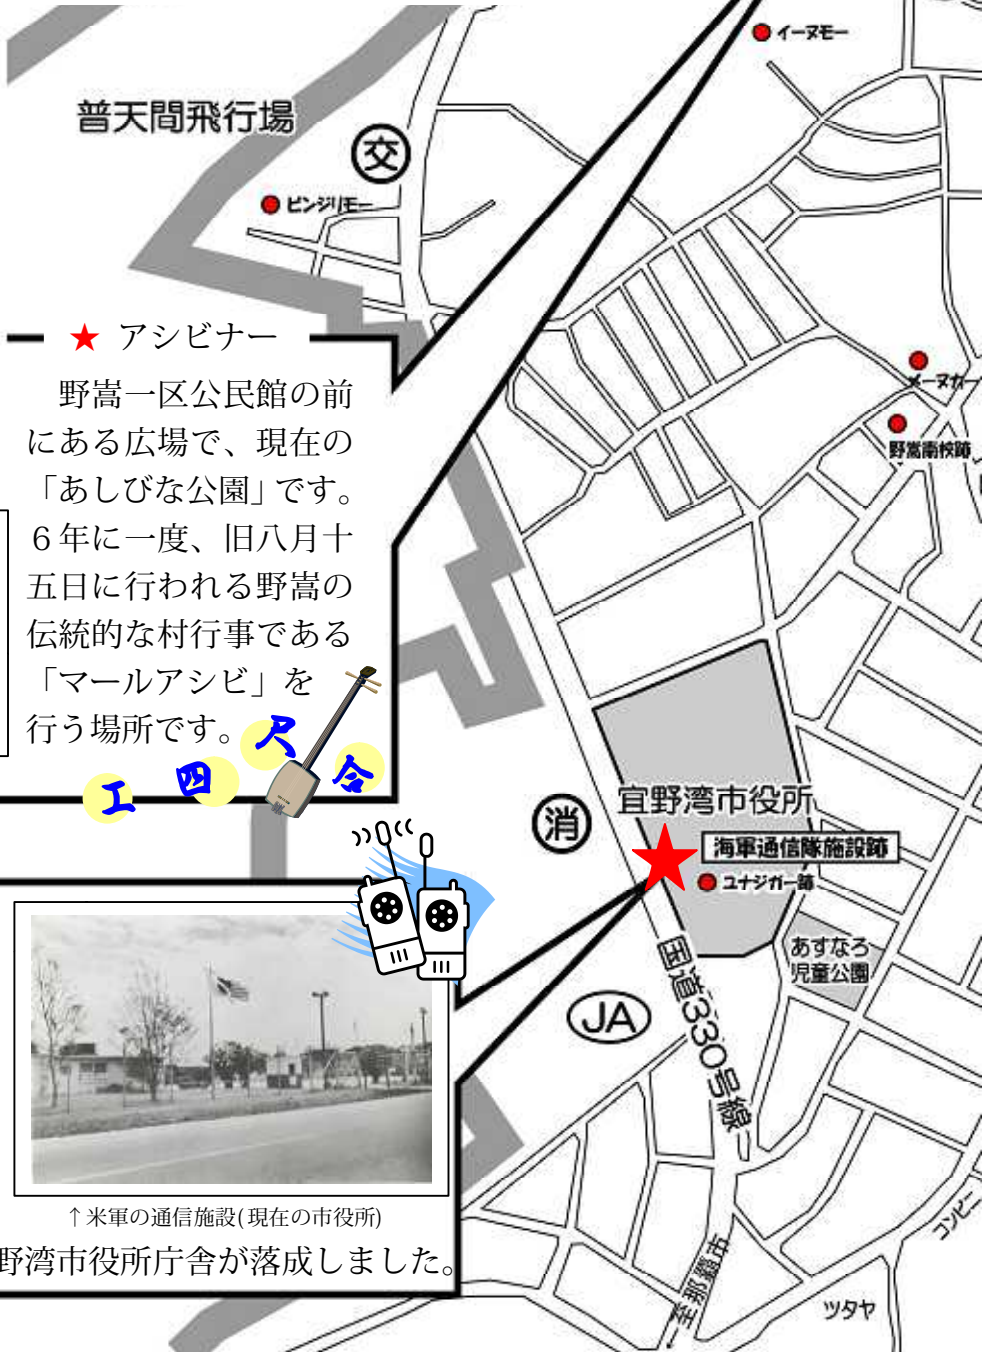 イーヌモー
普天間飛行場
交
ビンジリモー
★ アシビナー
野嵩一区公民館の前
にある広場で、現在の
「あしびな公園」です。
６年に一度、旧八月十
五日に行われる野嵩の
伝統的な村行事である
「マールアシビ」を
行う場所です。
工 四 尺 合
メーヌカー
野嵩南校跡
宜野湾市役所
消
海軍通信隊施設跡
ユナジガー跡
あすなろ
児童公園
JA
国道330号線
↑米軍の通信施設(現在の市役所)
野湾市役所庁舎が落成しました。
←至那覇市
コンビニ
ツタヤ